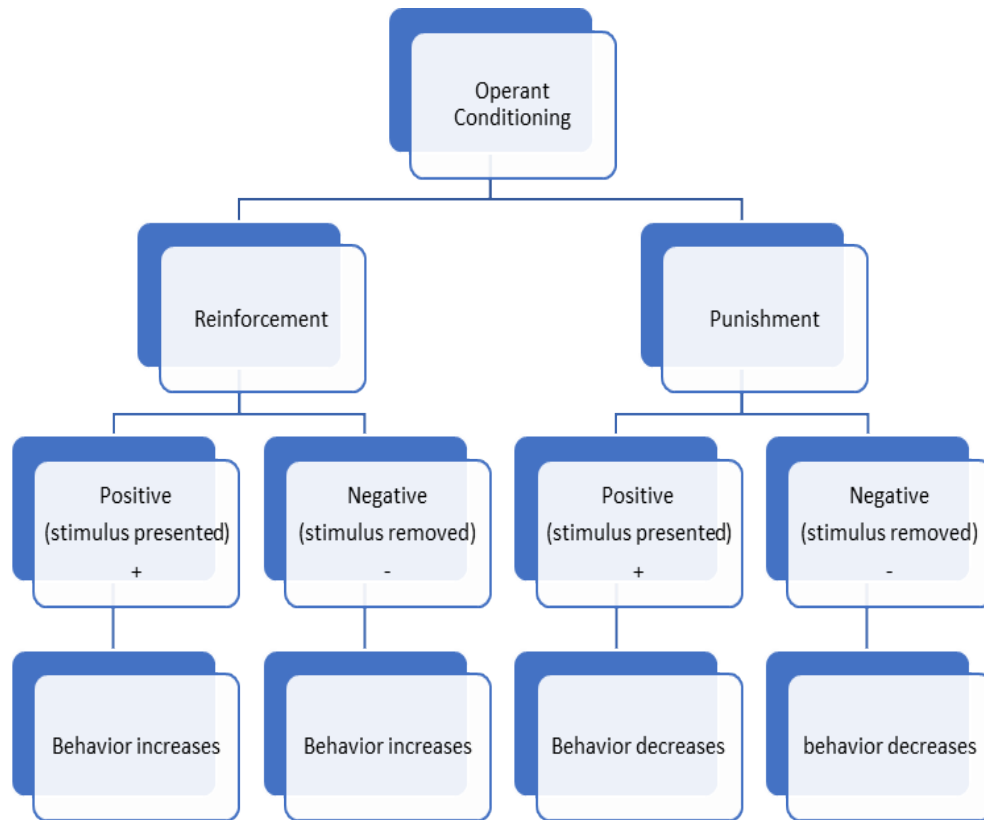 Operant
Conditioning
Reinforcement
Punishment
Positive
(stimulus presented)
+
Negative
(stimulus removed)
-
Positive
(stimulus presented)
+
Negative
(stimulus removed)
-
Behavior increases
Behavior increases
Behavior decreases
behavior decreases